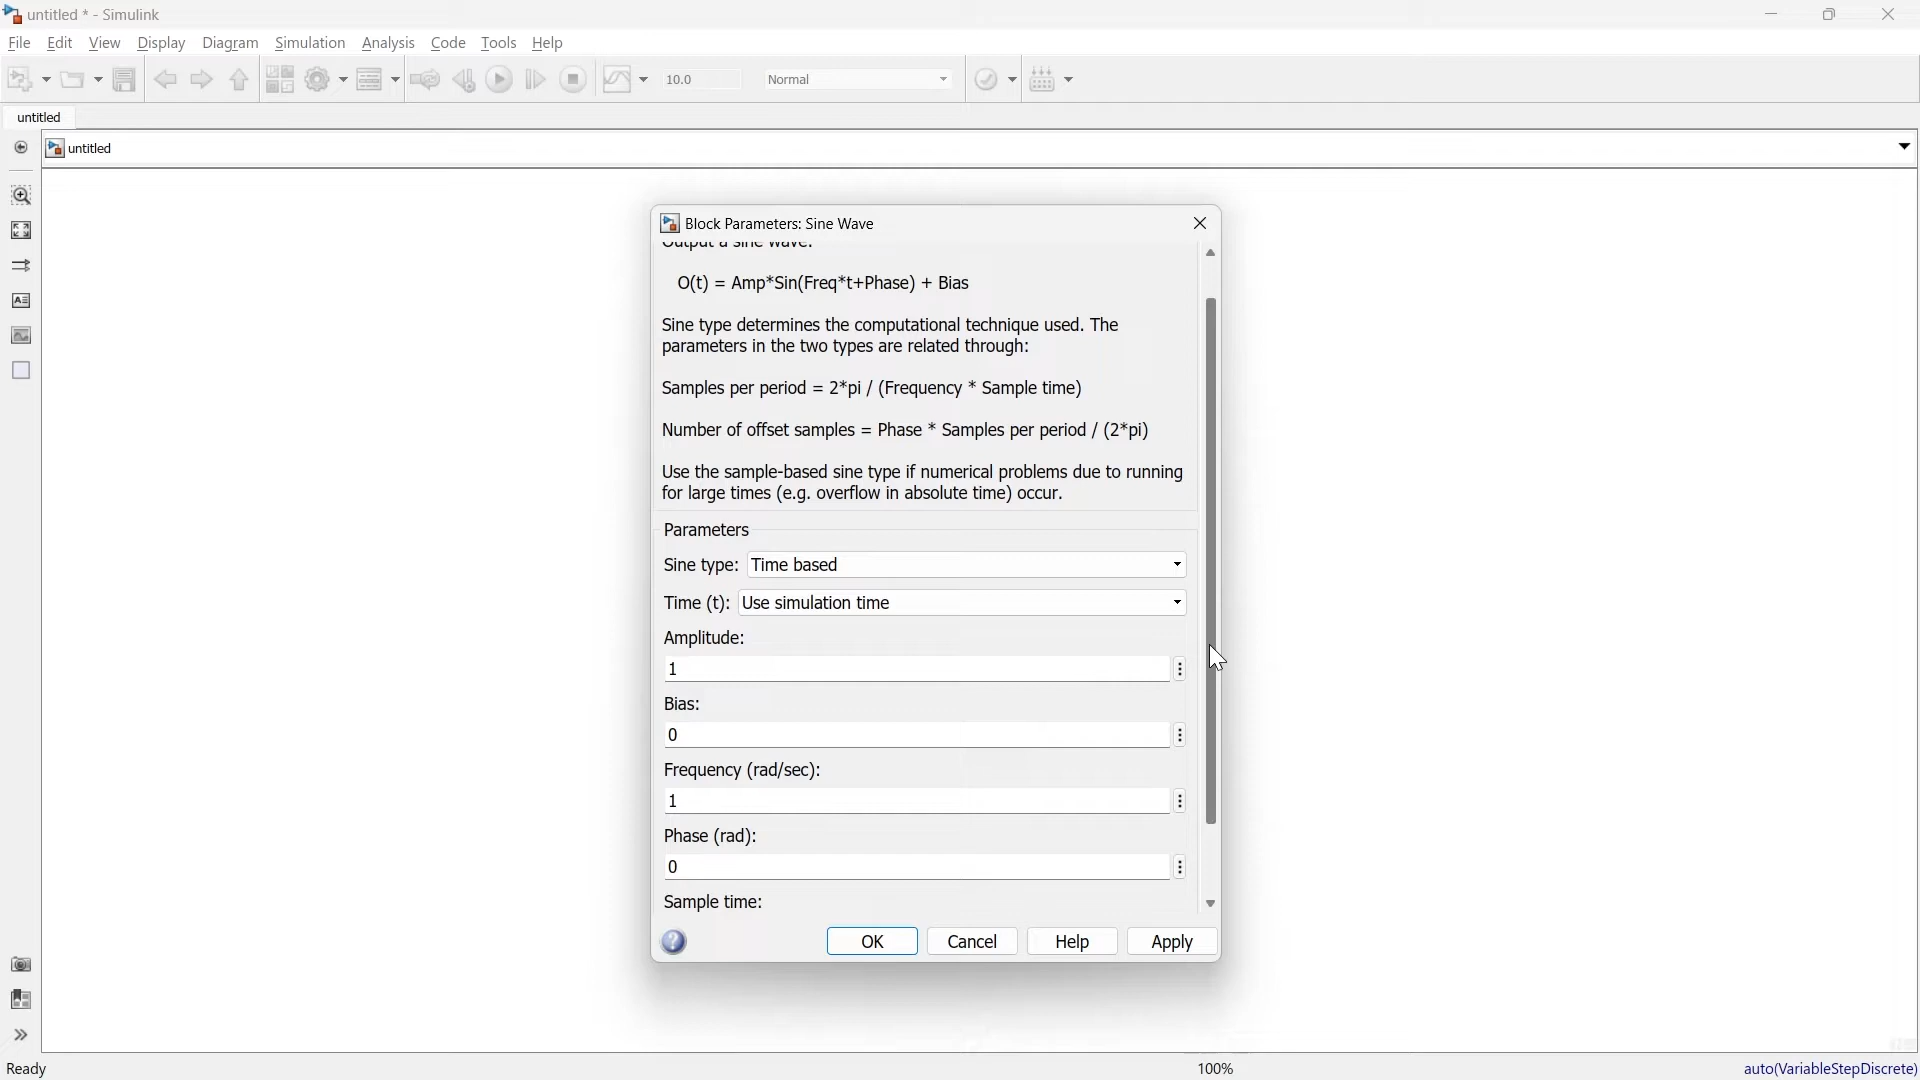 untitled * - Simulink
File Edit View Display Diagram Simulation Analysis Code Tools Help
10.0 Normal
untitled
untitled
Block Parameters: Sine Wave
Output a sine wave:
O(t) = Amp*Sin(Freq*t+Phase) + Bias
Sine type determines the computational technique used. The
parameters in the two types are related through:
Samples per period = 2*pi / (Frequency * Sample time)
Number of offset samples = Phase * Samples per period / (2*pi)
Use the sample-based sine type if numerical problems due to running
for large times (e.g. overflow in absolute time) occur.
Parameters
Sine type: Time based
Time (t): Use simulation time
Amplitude:
1
Bias:
0
Frequency (rad/sec):
1
Phase (rad):
0
Sample time:
OK Cancel Help Apply
Ready 100% auto(VariableStepDiscrete)